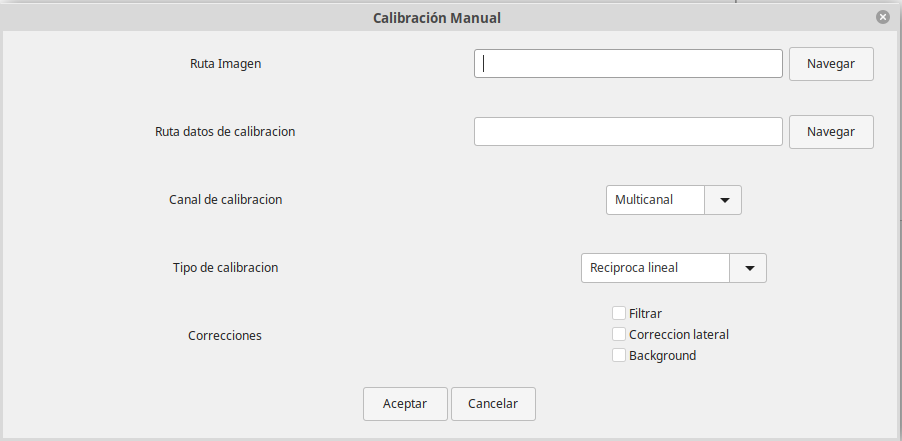 Calibración Manual
Ruta Imagen
Navegar
Ruta datos de calibracion
Navegar
Canal de calibracion
Multicanal
Tipo de calibracion
Reciproca lineal
Correcciones
Filtrar
Correccion lateral
Background
Aceptar
Cancelar